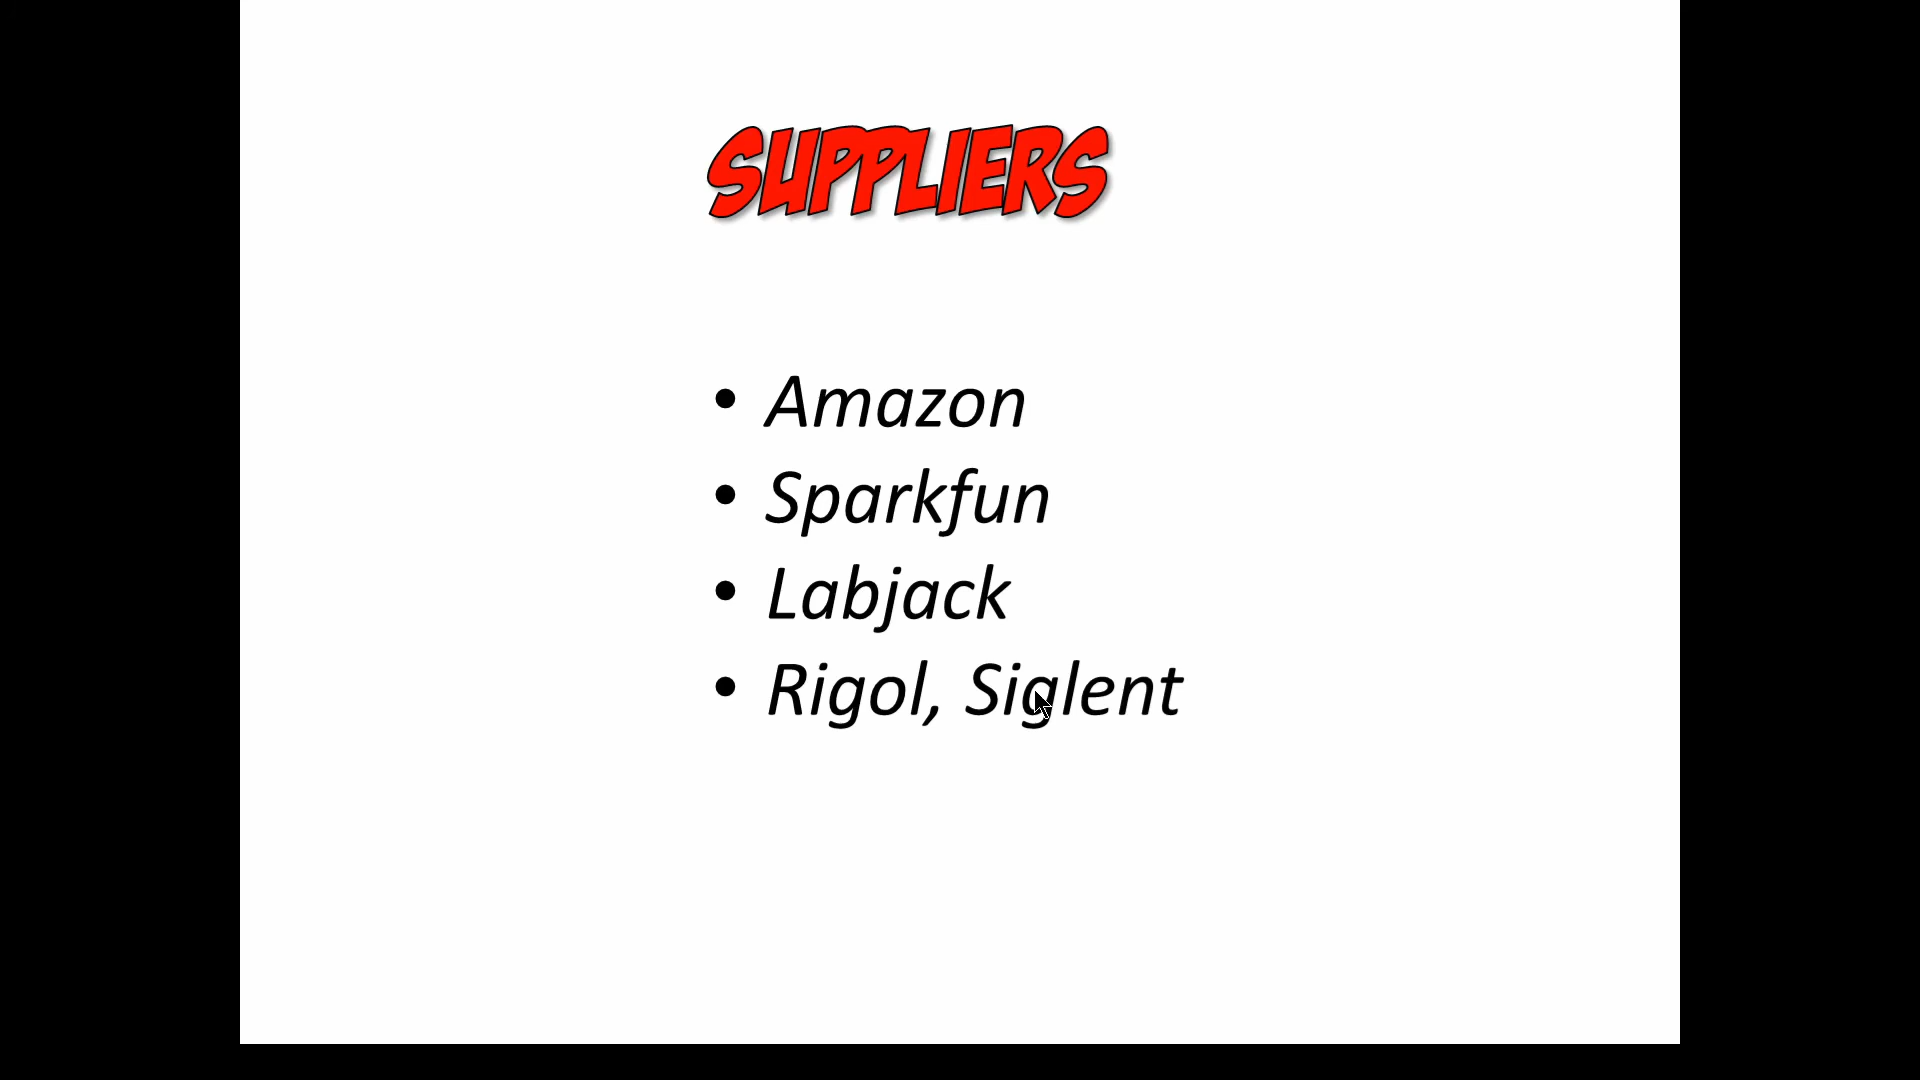 SUPPLIERS
• Amazon
• Sparkfun
• Labjack
• Rigol, Siglent